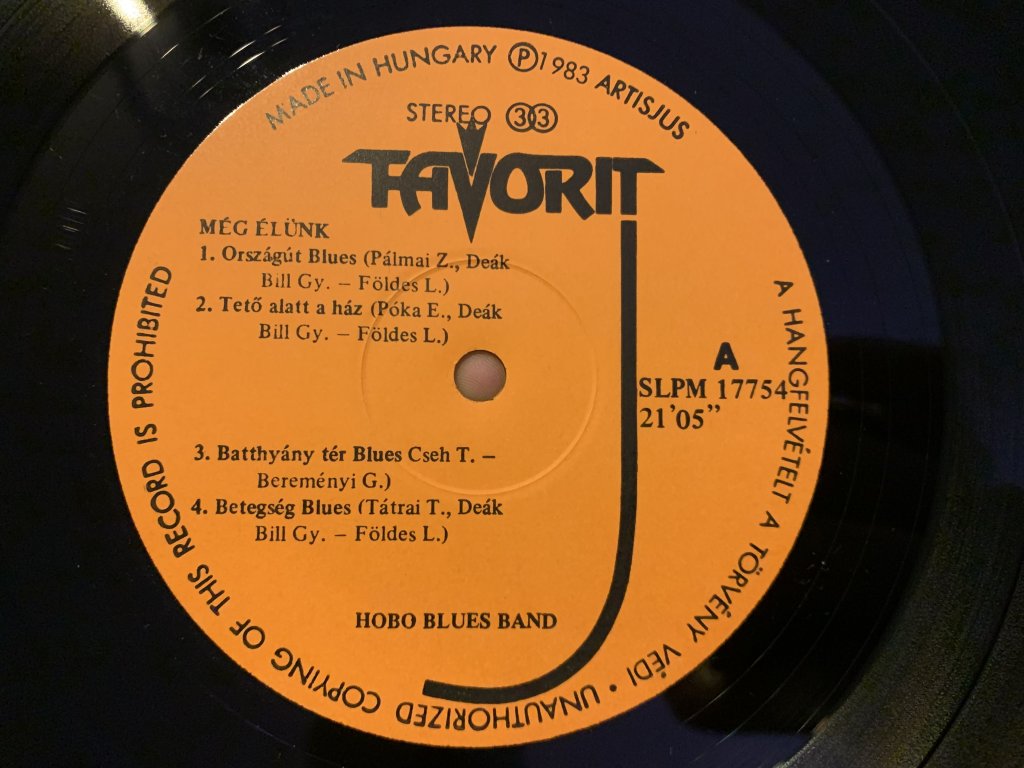 MADE IN HUNGARY Ⓟ1983 ARTISJUS
STEREO 33
FAVORIT
MÉG ÉLÜNK
1. Országút Blues (Pálmai Z., Deák
Bill Gy. – Földes L.)
2. Tető alatt a ház (Póka E., Deák
Bill Gy. – Földes L.)
A
SLPM 17754
21'05"
3. Batthyány tér Blues Cseh T. –
Bereményi G.)
4. Betegség Blues (Tátrai T., Deák
Bill Gy. – Földes L.)
HOBO BLUES BAND
A HANGFELVÉTELT A TÖRVÉNY VÉDI • UNAUTHORIZED COPYING OF THIS RECORD IS PROHIBITED